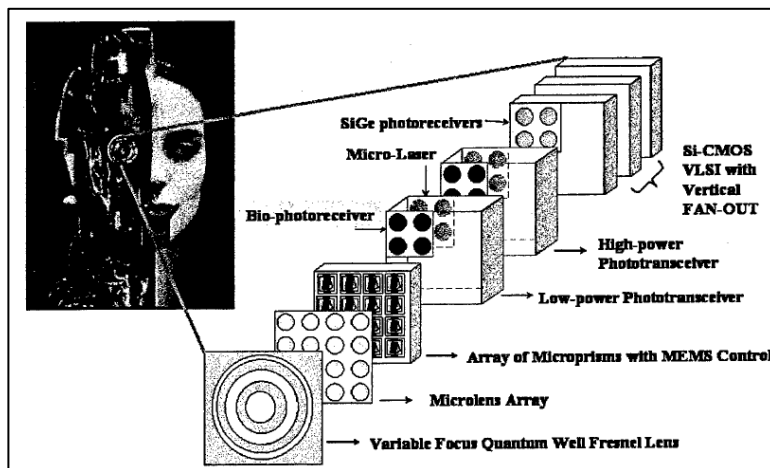 SiGe photoreceivers
Micro-Laser
Bio-photoreceiver
Si-CMOS
VLSI with
Vertical
FAN-OUT
High-power
Phototransceiver
Low-power Phototransceiver
Array of Microprisms with MEMS Control
Microlens Array
Variable Focus Quantum Well Fresnel Lens